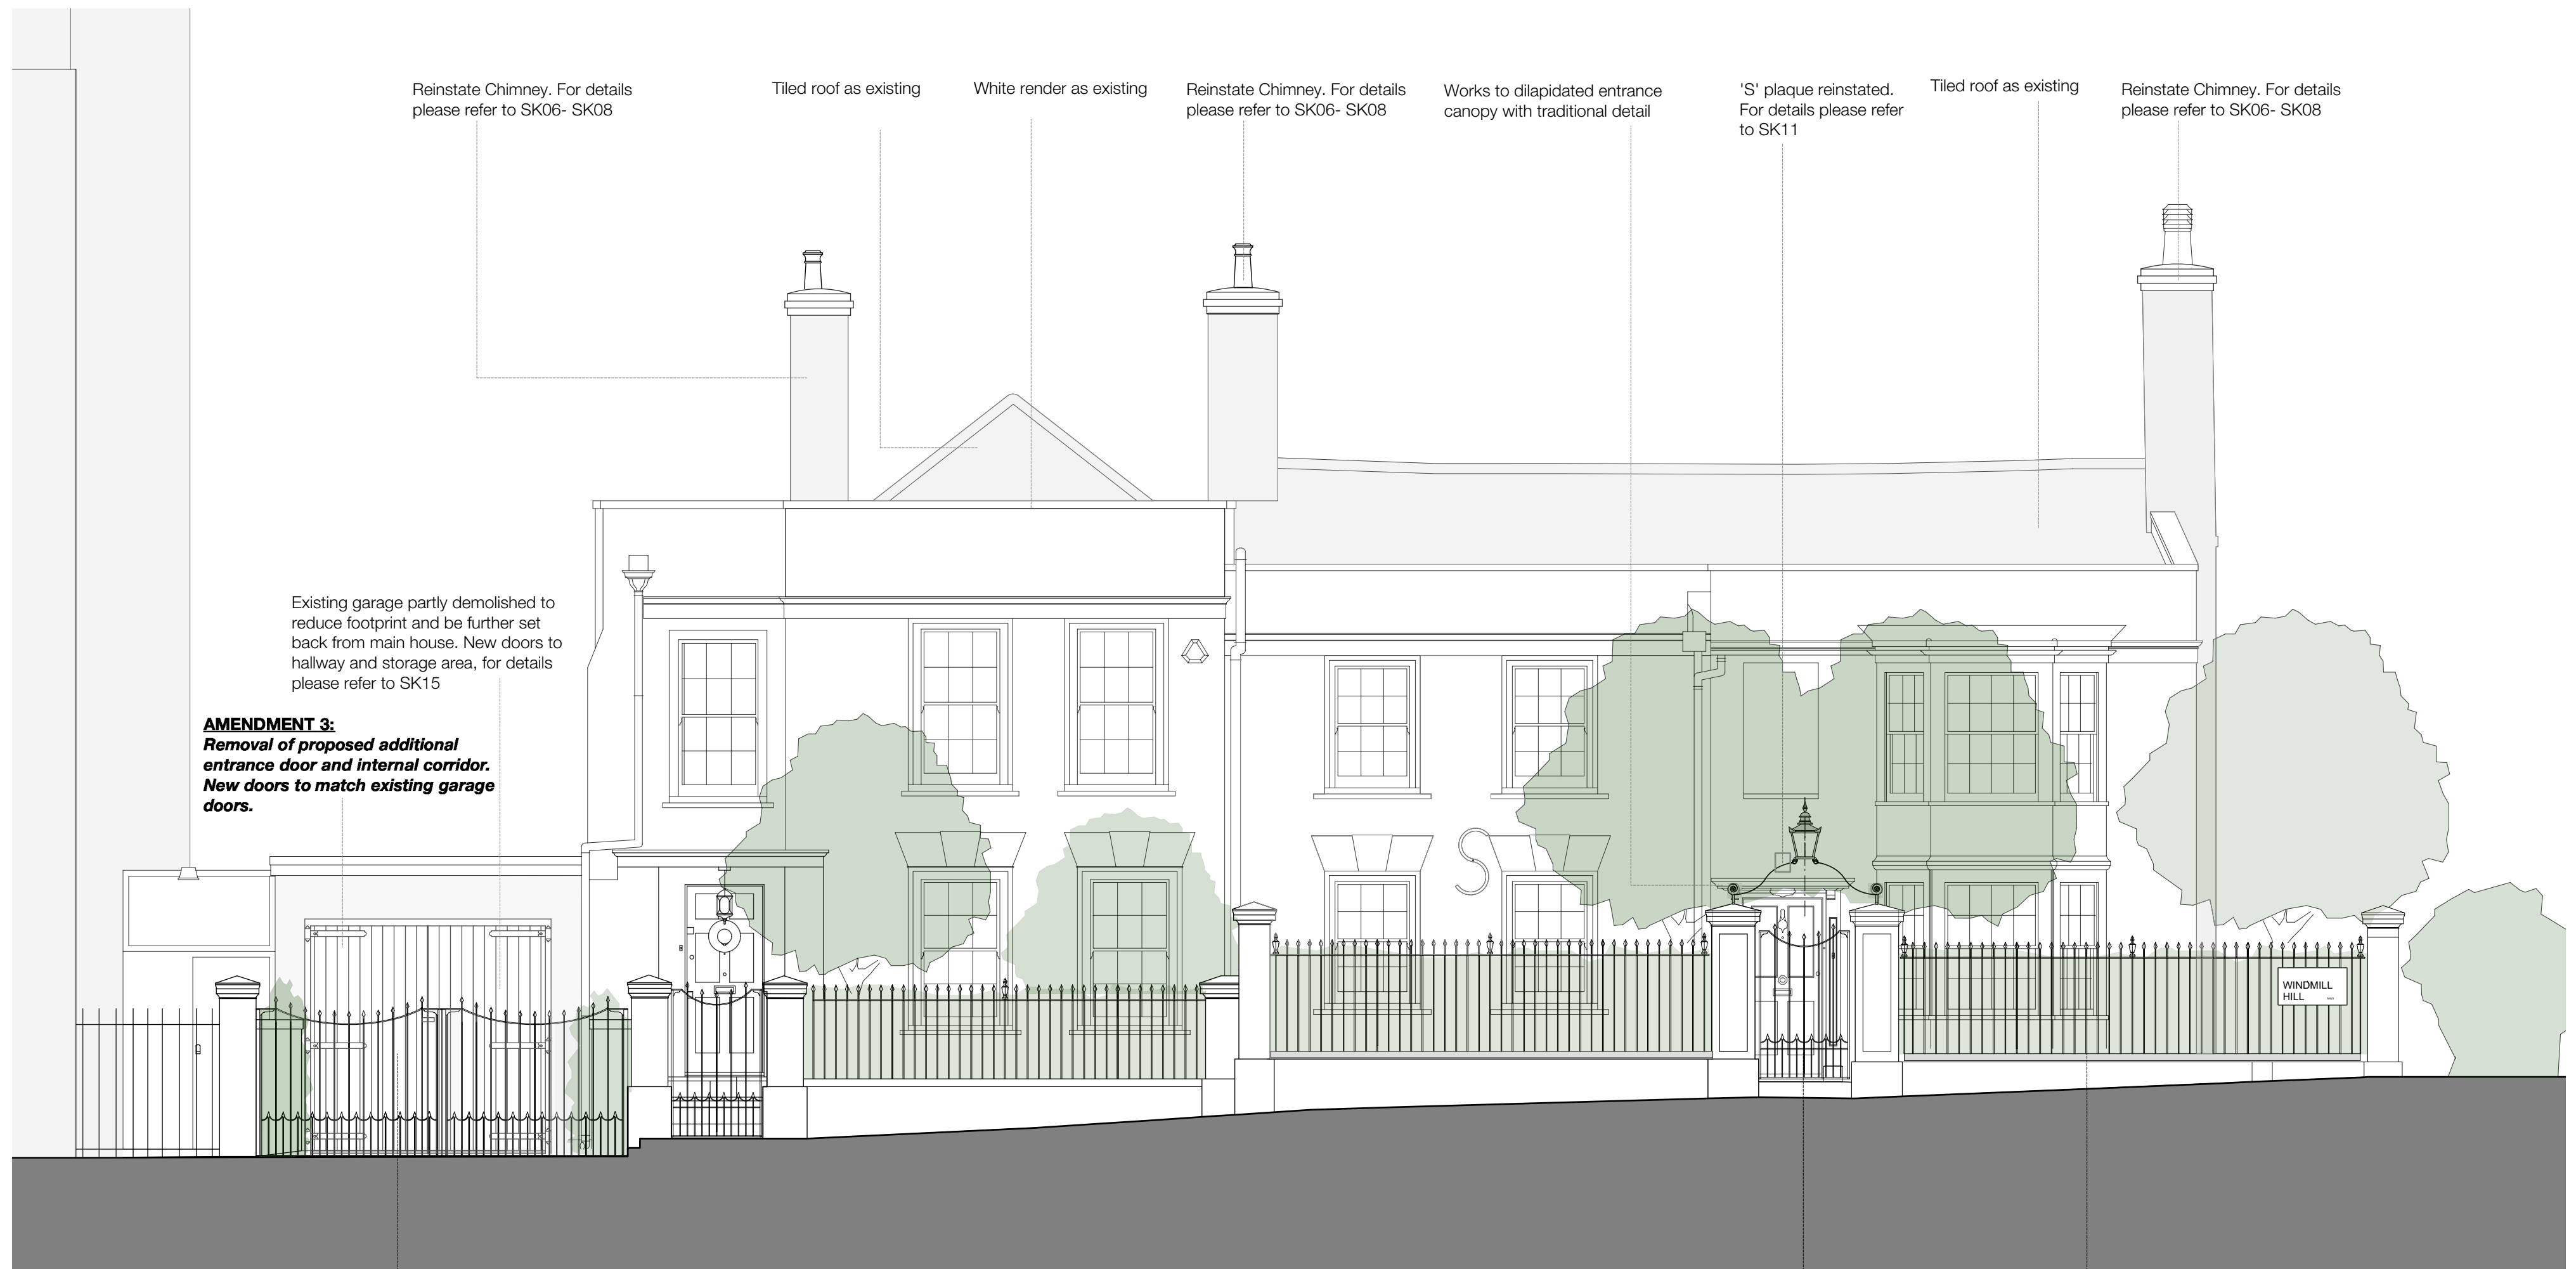 Reinstate Chimney. For details
please refer to SK06- SK08
Tiled roof as existing
White render as existing
Reinstate Chimney. For details
please refer to SK06- SK08
Works to dilapidated entrance
canopy with traditional detail
'S' plaque reinstated.
For details please refer
to SK11
Tiled roof as existing
Reinstate Chimney. For details
please refer to SK06- SK08
Existing garage partly demolished to
reduce footprint and be further set
back from main house. New doors to
hallway and storage area, for details
please refer to SK15
AMENDMENT 3:
Removal of proposed additional
entrance door and internal corridor.
New doors to match existing garage
doors.
S
WINDMILL
HILL